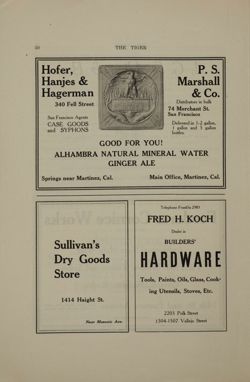 50
THE TIGER
Hofer,
Hanjes &
Hagerman
340 Fell Street
San Francisco Agents
CASE GOODS
and SYPHONS
P. S.
Marshall
& Co.
Distributors in bulk
74 Merchant St.
San Francisco
Delivered in 1-2 gallon,
1 gallon and 5 gallon
bottles.
GOOD FOR YOU!
ALHAMBRA NATURAL MINERAL WATER
GINGER ALE
Springs near Martinez, Cal.
Main Office, Martinez, Cal.
Sullivan's
Dry Goods
Store
1414 Haight St.
Near Masonic Ave.
Telephone Franklin
FRED H. KOCH
Dealer in
BUILDERS'
HARDWARE
Tools, Paints, Oils, Glass, Cook-
ing Utensils, Stoves, Etc.
2203 Polk Street
1504-1507 Vallejo Street